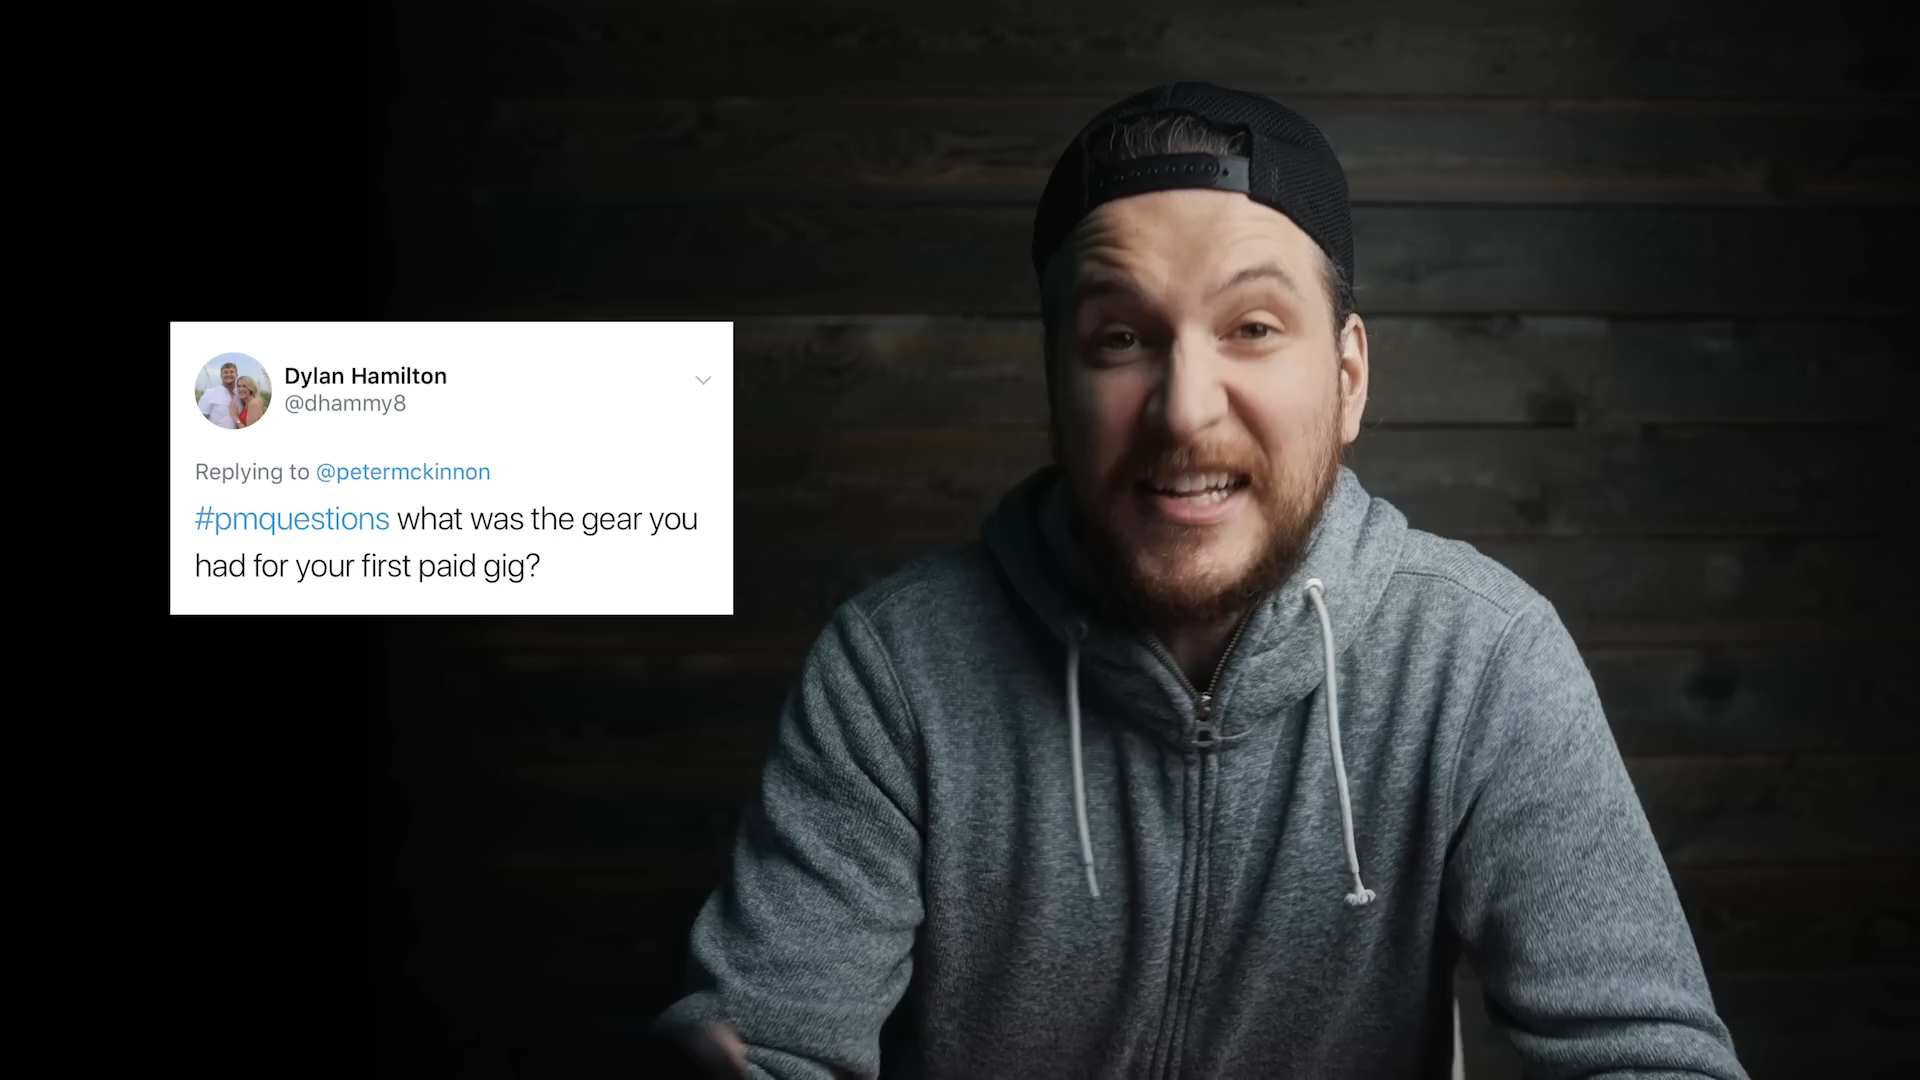 Dylan Hamilton
@dhammy8
Replying to @petermckinnon
#pmquestions what was the gear you
had for your first paid gig?